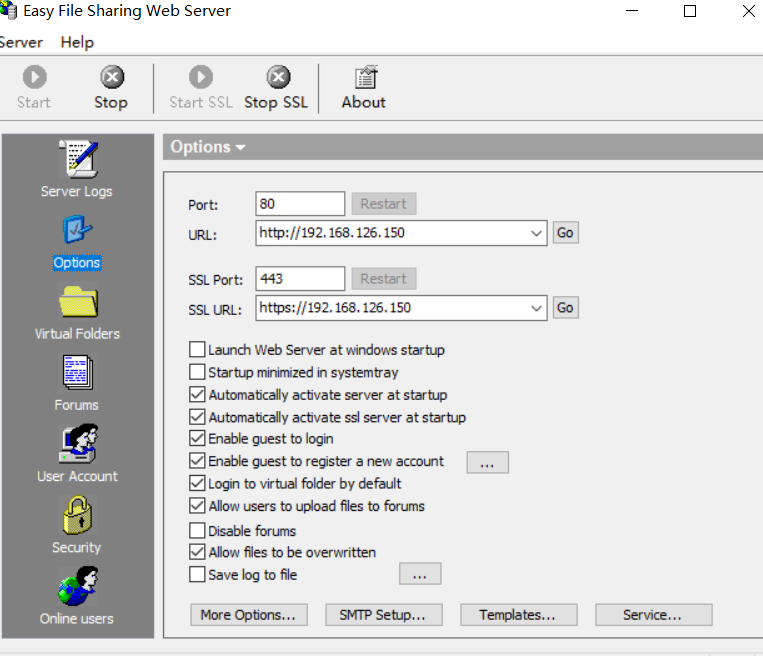 Easy File Sharing Web Server
Server Help
Start Stop Start SSL Stop SSL About
Options
Server Logs
Options
Virtual Folders
Forums
User Account
Security
Online users
Port: 80 Restart
URL: http://192.168.126.150 Go
SSL Port: 443 Restart
SSL URL: https://192.168.126.150 Go
Launch Web Server at windows startup
Startup minimized in systemtray
Automatically activate server at startup
Automatically activate ssl server at startup
Enable guest to login
Enable guest to register a new account ...
Login to virtual folder by default
Allow users to upload files to forums
Disable forums
Allow files to be overwritten
Save log to file ...
More Options... SMTP Setup... Templates... Service...